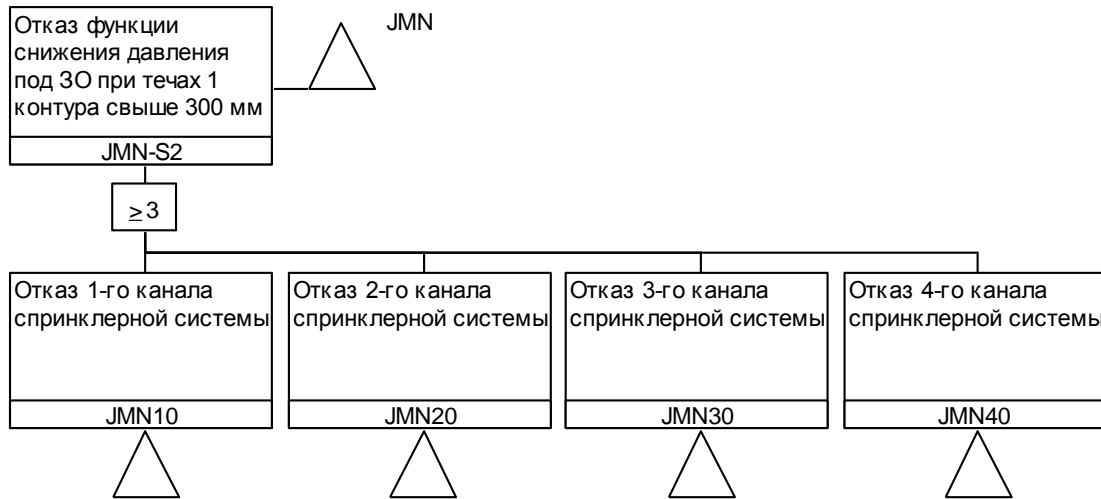 Отказ функции
снижения давления
под ЗО при течах 1
контура свыше 300 мм
JMN-S2
JMN
≥3
Отказ 1-го канала
спринклерной системы
JMN10
Отказ 2-го канала
спринклерной системы
JMN20
Отказ 3-го канала
спринклерной системы
JMN30
Отказ 4-го канала
спринклерной системы
JMN40